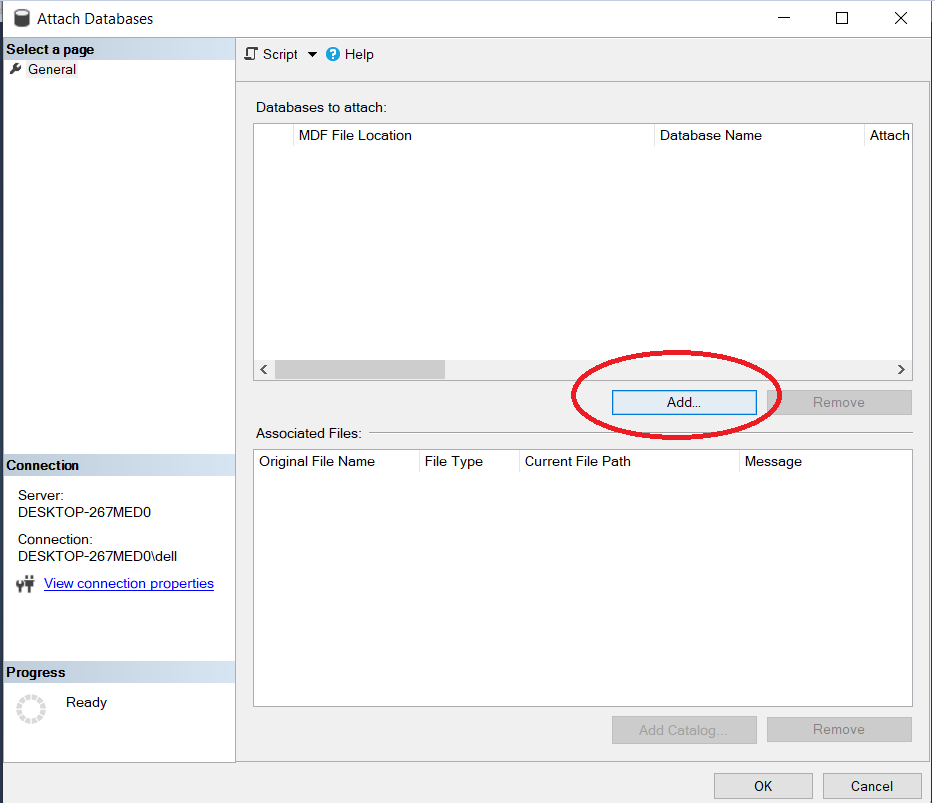 Attach Databases
Select a page
General
Script
Help
Databases to attach:
MDF File Location Database Name Attach
Add... Remove
Associated Files:
Original File Name File Type Current File Path Message
Connection
Server:
DESKTOP-267MED0
Connection:
DESKTOP-267MED0\dell
View connection properties
Progress
Ready
Add Catalog... Remove
OK Cancel